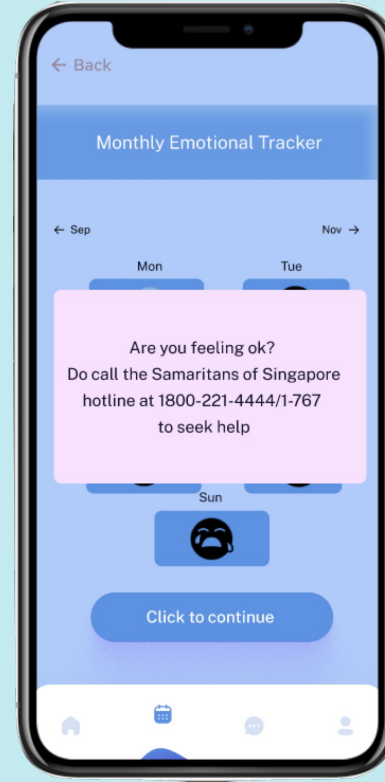 ← Back
Monthly Emotional Tracker
← Sep
Nov →
Mon
Tue
Are you feeling ok?
Do call the Samaritans of Singapore
hotline at 1800-221-4444/1-767
to seek help
Sun
Click to continue